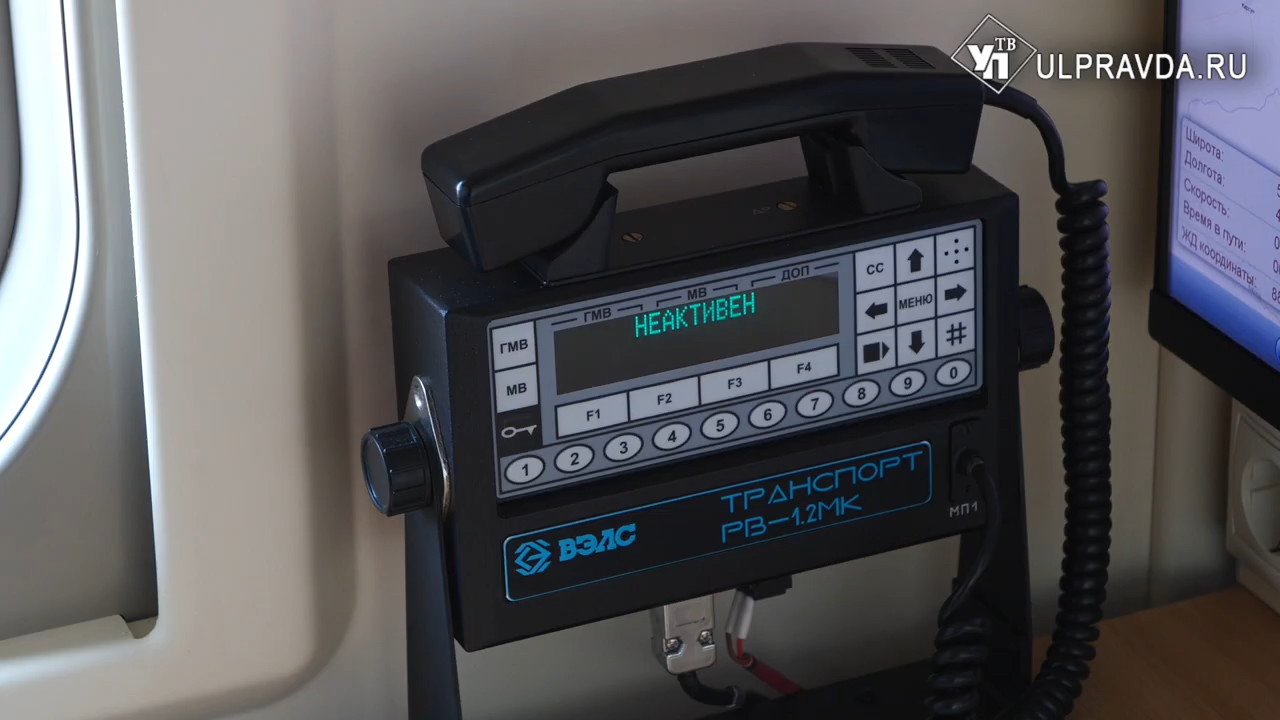 УП ТВ ULPRAVDA.RU
Широта:
Долгота:
Скорость:
Время в пути:
ЖД координаты:
ГМВ МВ ДОП
НЕАКТИВЕН
ГМВ
МВ
СС
МЕНЮ
#
F1 F2 F3 F4
1 2 3 4 5 6 7 8 9 0
ВЭЛС
ТРАНСПОРТ
РВ-1.2МК
МП1